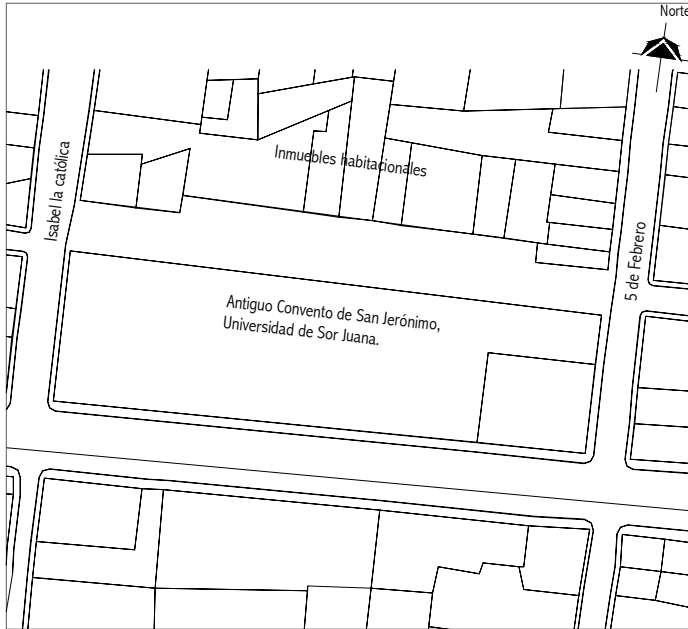 Norte
Isabel la católica
Inmuebles habitacionales
5 de Febrero
Antiguo Convento de San Jerónimo,
Universidad de Sor Juana.